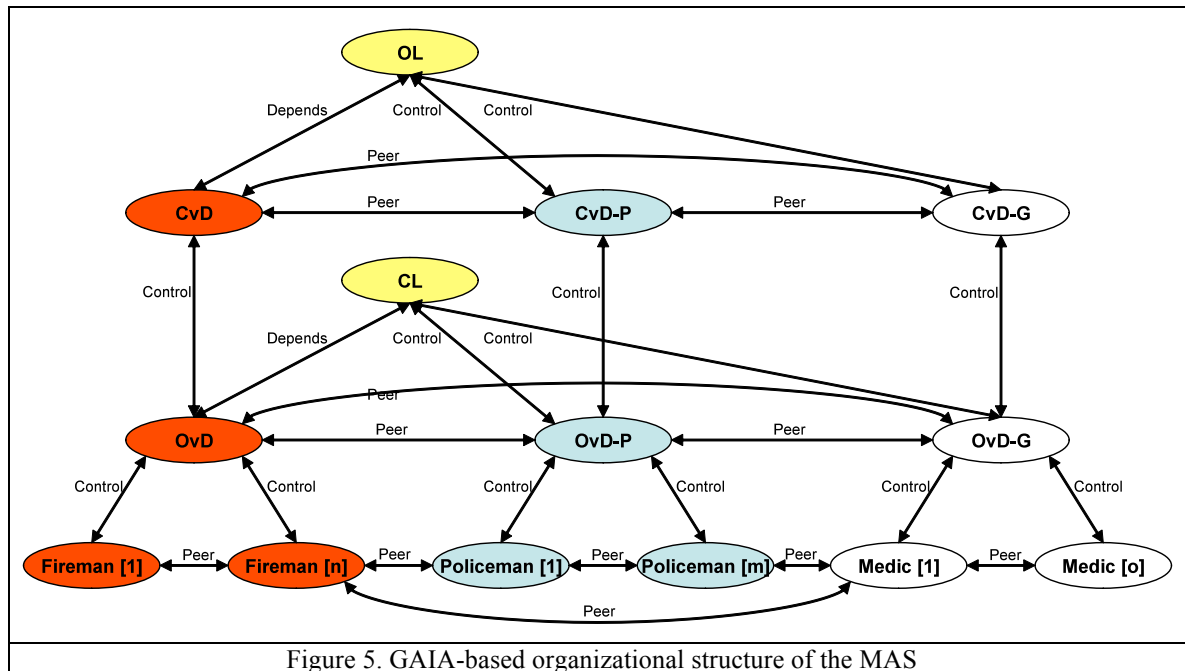 OL
Depends
Control
Control
Peer
CvD
Peer
CvD-P
Peer
CvD-G
Control
CL
Control
Control
Depends
Control
Control
Peer
OvD
Peer
OvD-P
Peer
OvD-G
Control
Control
Control
Control
Control
Control
Fireman [1]
Peer
Fireman [n]
Peer
Policeman [1]
Peer
Policeman [m]
Peer
Medic [1]
Peer
Medic [o]
Peer
Figure 5. GAIA-based organizational structure of the MAS